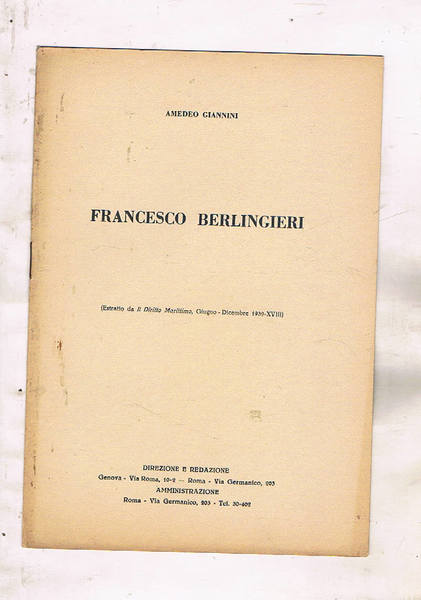 AMEDEO GIANNINI
FRANCESCO BERLINGIERI
(Estratto da Il Diritto Marittimo, Giugno - Dicembre 1939-XVIII)
DIREZIONE E REDAZIONE
Genova - Via Roma, 10-2 — Roma - Via Germanico, 203
AMMINISTRAZIONE
Roma - Via Germanico, 203 - Tel. 30-402